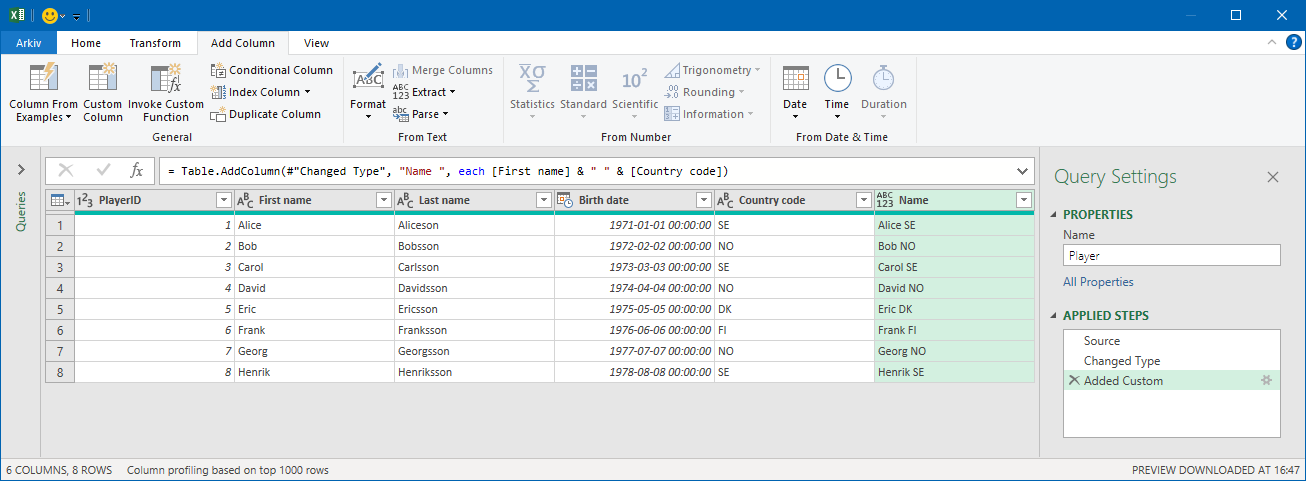 Arkiv Home Transform Add Column View
Column From Examples Custom Column Invoke Custom Function Conditional Column Index Column Duplicate Column
General
Format Merge Columns Extract Parse
From Text
Statistics Standard Scientific Trigonometry Rounding Information
From Number
Date Time Duration
From Date & Time
Queries
= Table.AddColumn(#"Changed Type", "Name ", each [First name] & " " & [Country code])
PlayerID First name Last name Birth date Country code Name
1 1 Alice Aliceson 1971-01-01 00:00:00 SE Alice SE
2 2 Bob Bobsson 1972-02-02 00:00:00 NO Bob NO
3 3 Carol Carlsson 1973-03-03 00:00:00 SE Carol SE
4 4 David Davidsson 1974-04-04 00:00:00 NO David NO
5 5 Eric Ericsson 1975-05-05 00:00:00 DK Eric DK
6 6 Frank Franksson 1976-06-06 00:00:00 FI Frank FI
7 7 Georg Georgsson 1977-07-07 00:00:00 NO Georg NO
8 8 Henrik Henriksson 1978-08-08 00:00:00 SE Henrik SE
Query Settings
PROPERTIES
Name
Player
All Properties
APPLIED STEPS
Source
Changed Type
Added Custom
6 COLUMNS, 8 ROWS Column profiling based on top 1000 rows PREVIEW DOWNLOADED AT 16:47